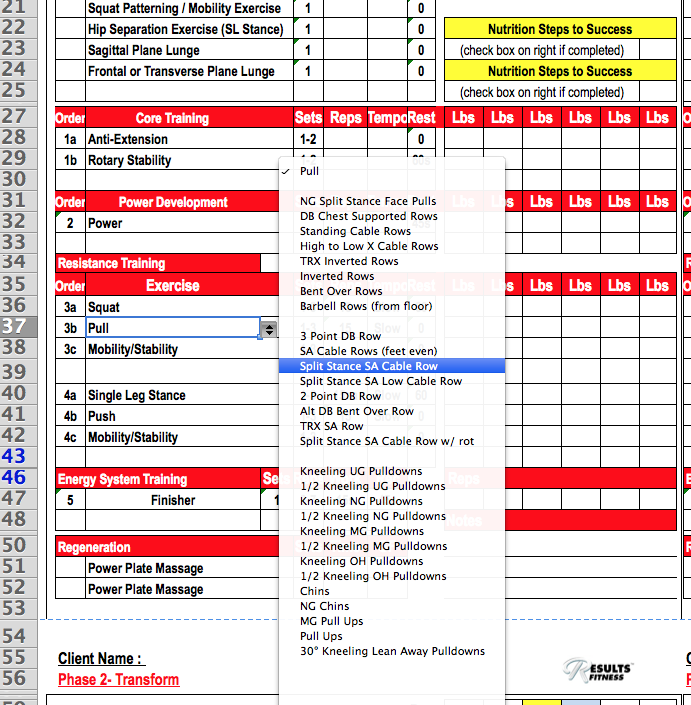 21 Squat Patterning / Mobility Exercise 1 0
22 Hip Separation Exercise (SL Stance) 1 0 Nutrition Steps to Success
23 Sagittal Plane Lunge 1 0 (check box on right if completed)
24 Frontal or Transverse Plane Lunge 1 0 Nutrition Steps to Success
25 (check box on right if completed)
27 Order Core Training Sets Reps Tempo Rest Lbs Lbs Lbs Lbs Lbs Lbs
28 1a Anti-Extension 1-2 0
29 1b Rotary Stability
30
31 Order Power Development Lbs Lbs Lbs Lbs Lbs
32 2 Power
33
34 Resistance Training
35 Order Exercise Lbs Lbs Lbs Lbs Lbs
36 3a Squat
37 3b Pull
38 3c Mobility/Stability
39
40 4a Single Leg Stance
41 4b Push
42 4c Mobility/Stability
43
46 Energy System Training Reps
47 5 Finisher 1
48 Notes
50 Regeneration
51 Power Plate Massage
52 Power Plate Massage
53
54
55 Client Name :
56 Phase 2- Transform
RESULTS
FITNESS
✓ Pull
NG Split Stance Face Pulls
DB Chest Supported Rows
Standing Cable Rows
High to Low X Cable Rows
TRX Inverted Rows
Inverted Rows
Bent Over Rows
Barbell Rows (from floor)
3 Point DB Row
SA Cable Rows (feet even)
Split Stance SA Cable Row
Split Stance SA Low Cable Row
2 Point DB Row
Alt DB Bent Over Row
TRX SA Row
Split Stance SA Cable Row w/ rot
Kneeling UG Pulldowns
1/2 Kneeling UG Pulldowns
Kneeling NG Pulldowns
1/2 Kneeling NG Pulldowns
Kneeling MG Pulldowns
1/2 Kneeling MG Pulldowns
Kneeling OH Pulldowns
1/2 Kneeling OH Pulldowns
Chins
NG Chins
MG Pull Ups
Pull Ups
30° Kneeling Lean Away Pulldowns